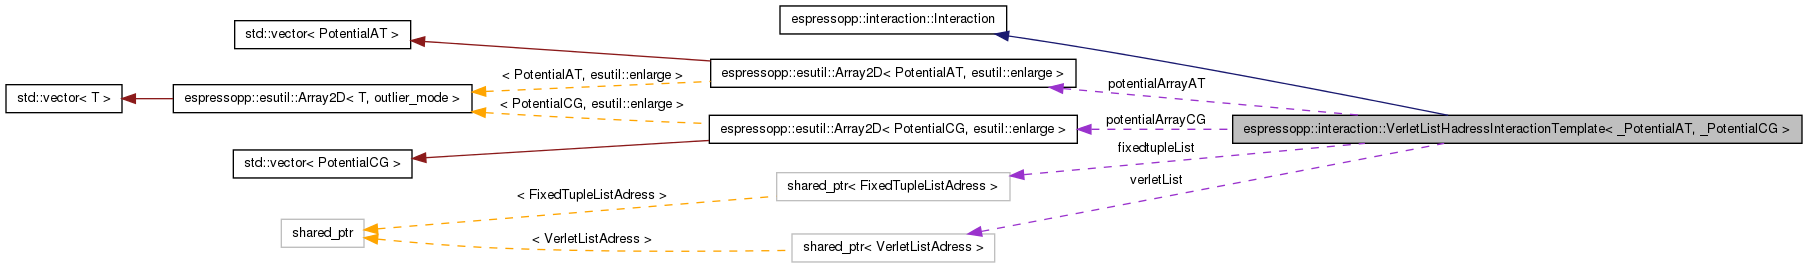 espressopp::interaction::Interaction
std::vector< PotentialAT >
< PotentialAT, esutil::enlarge >
espressopp::esutil::Array2D< PotentialAT, esutil::enlarge >
potentialArrayAT
std::vector< T >
espressopp::esutil::Array2D< T, outlier_mode >
< PotentialCG, esutil::enlarge >
espressopp::esutil::Array2D< PotentialCG, esutil::enlarge >
potentialArrayCG
espressopp::interaction::VerletListHadressInteractionTemplate< _PotentialAT, _PotentialCG >
fixedtupleList
std::vector< PotentialCG >
verletList
shared_ptr< FixedTupleListAdress >
< FixedTupleListAdress >
shared_ptr
< VerletListAdress >
shared_ptr< VerletListAdress >